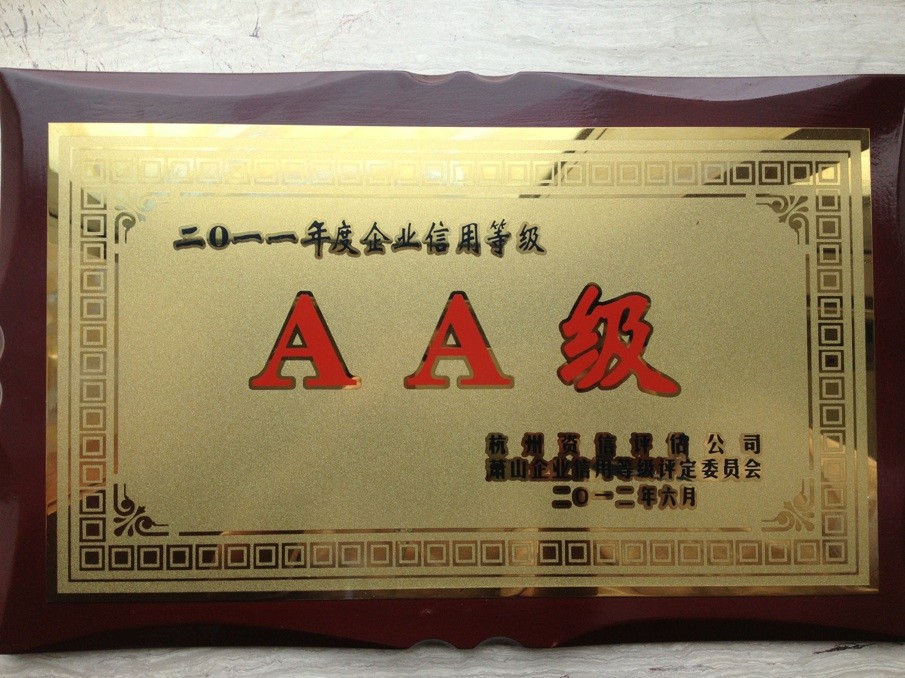 二0一一年度企业信用等级
AA级
杭州资信评估公司
萧山企业信用等级评定委员会
二0一二年六月